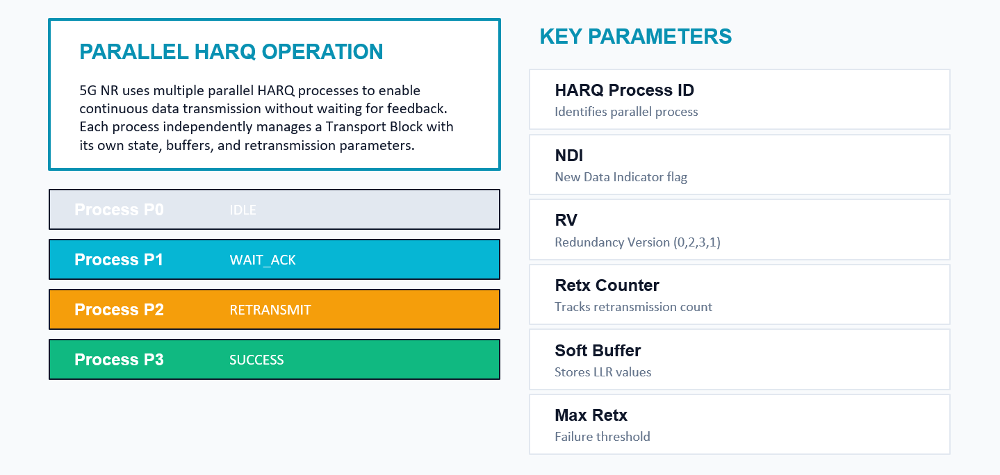 PARALLEL HARQ OPERATION
5G NR uses multiple parallel HARQ processes to enable
continuous data transmission without waiting for feedback.
Each process independently manages a Transport Block with
its own state, buffers, and retransmission parameters.
Process P0 IDLE
Process P1 WAIT_ACK
Process P2 RETRANSMIT
Process P3 SUCCESS
KEY PARAMETERS
HARQ Process ID
Identifies parallel process
NDI
New Data Indicator flag
RV
Redundancy Version (0,2,3,1)
Retx Counter
Tracks retransmission count
Soft Buffer
Stores LLR values
Max Retx
Failure threshold